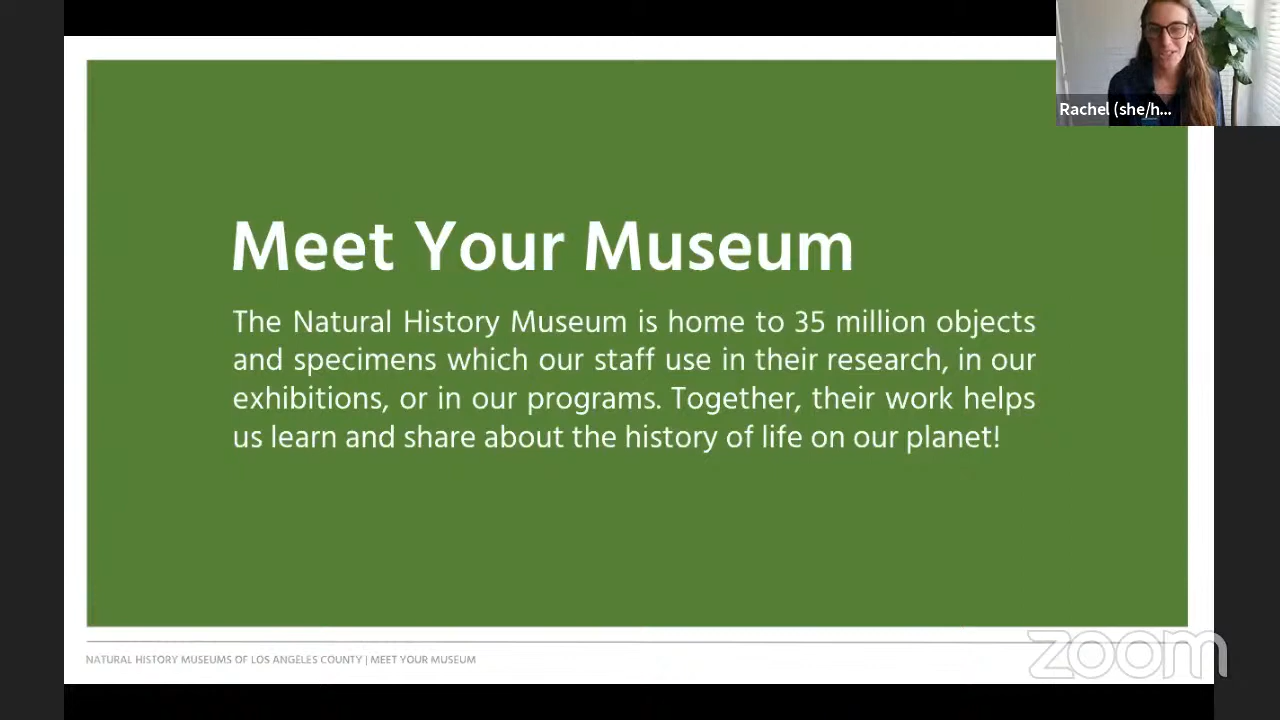 Rachel (she/h...
Meet Your Museum
The Natural History Museum is home to 35 million objects
and specimens which our staff use in their research, in our
exhibitions, or in our programs. Together, their work helps
us learn and share about the history of life on our planet!
NATURAL HISTORY MUSEUMS OF LOS ANGELES COUNTY | MEET YOUR MUSEUM
zoom